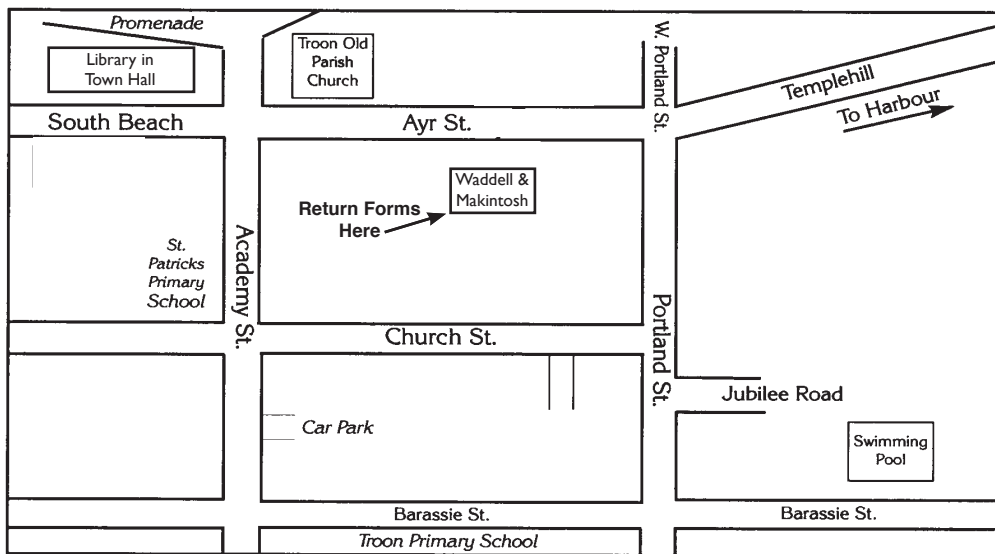 Promenade
Library in
Town Hall
Troon Old
Parish
Church
W. Portland St.
Templehill
To Harbour
South Beach
Ayr St.
Waddell &
Makintosh
Return Forms
Here
St.
Patricks
Primary
School
Academy St.
Church St.
Portland St.
Jubilee Road
Car Park
Swimming
Pool
Barassie St.
Barassie St.
Troon Primary School